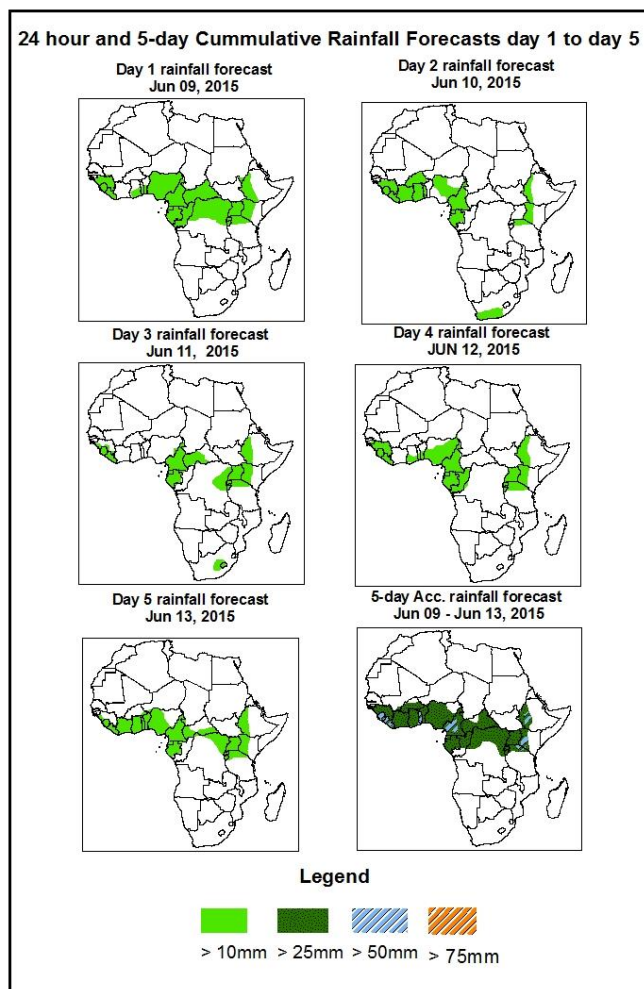 24 hour and 5-day Cummulative Rainfall Forecasts day 1 to day 5
Day 1 rainfall forecast
Jun 09, 2015
Day 2 rainfall forecast
Jun 10, 2015
Day 3 rainfall forecast
Jun 11, 2015
Day 4 rainfall forecast
JUN 12, 2015
Day 5 rainfall forecast
Jun 13, 2015
5-day Acc. rainfall forecast
Jun 09 - Jun 13, 2015
Legend
> 10mm > 25mm > 50mm > 75mm